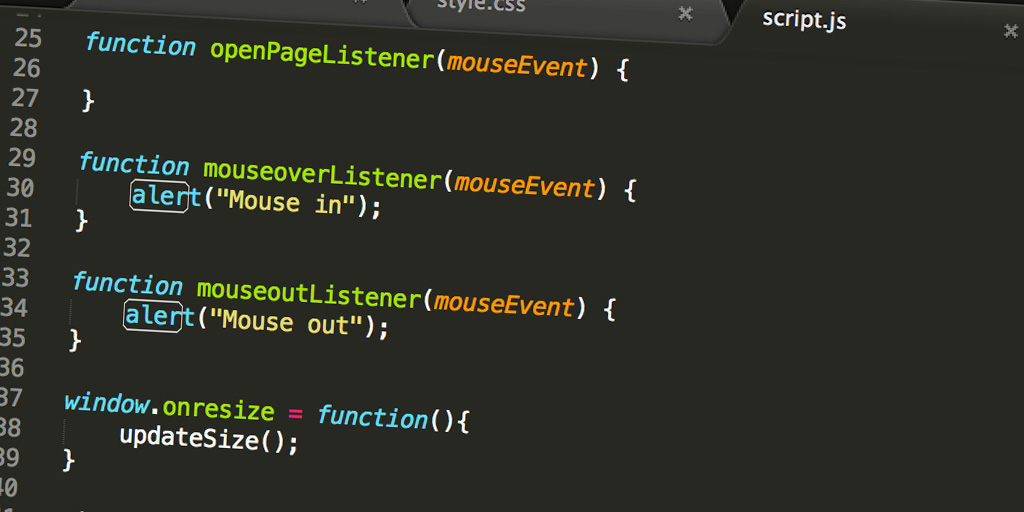 style.css
script.js
25 function openPageListener(mouseEvent) {
26
27 }
28
29 function mouseoverListener(mouseEvent) {
30 alert("Mouse in");
31 }
32
33 function mouseoutListener(mouseEvent) {
34 alert("Mouse out");
35 }
36
37 window.onresize = function(){
38 updateSize();
39 }
40